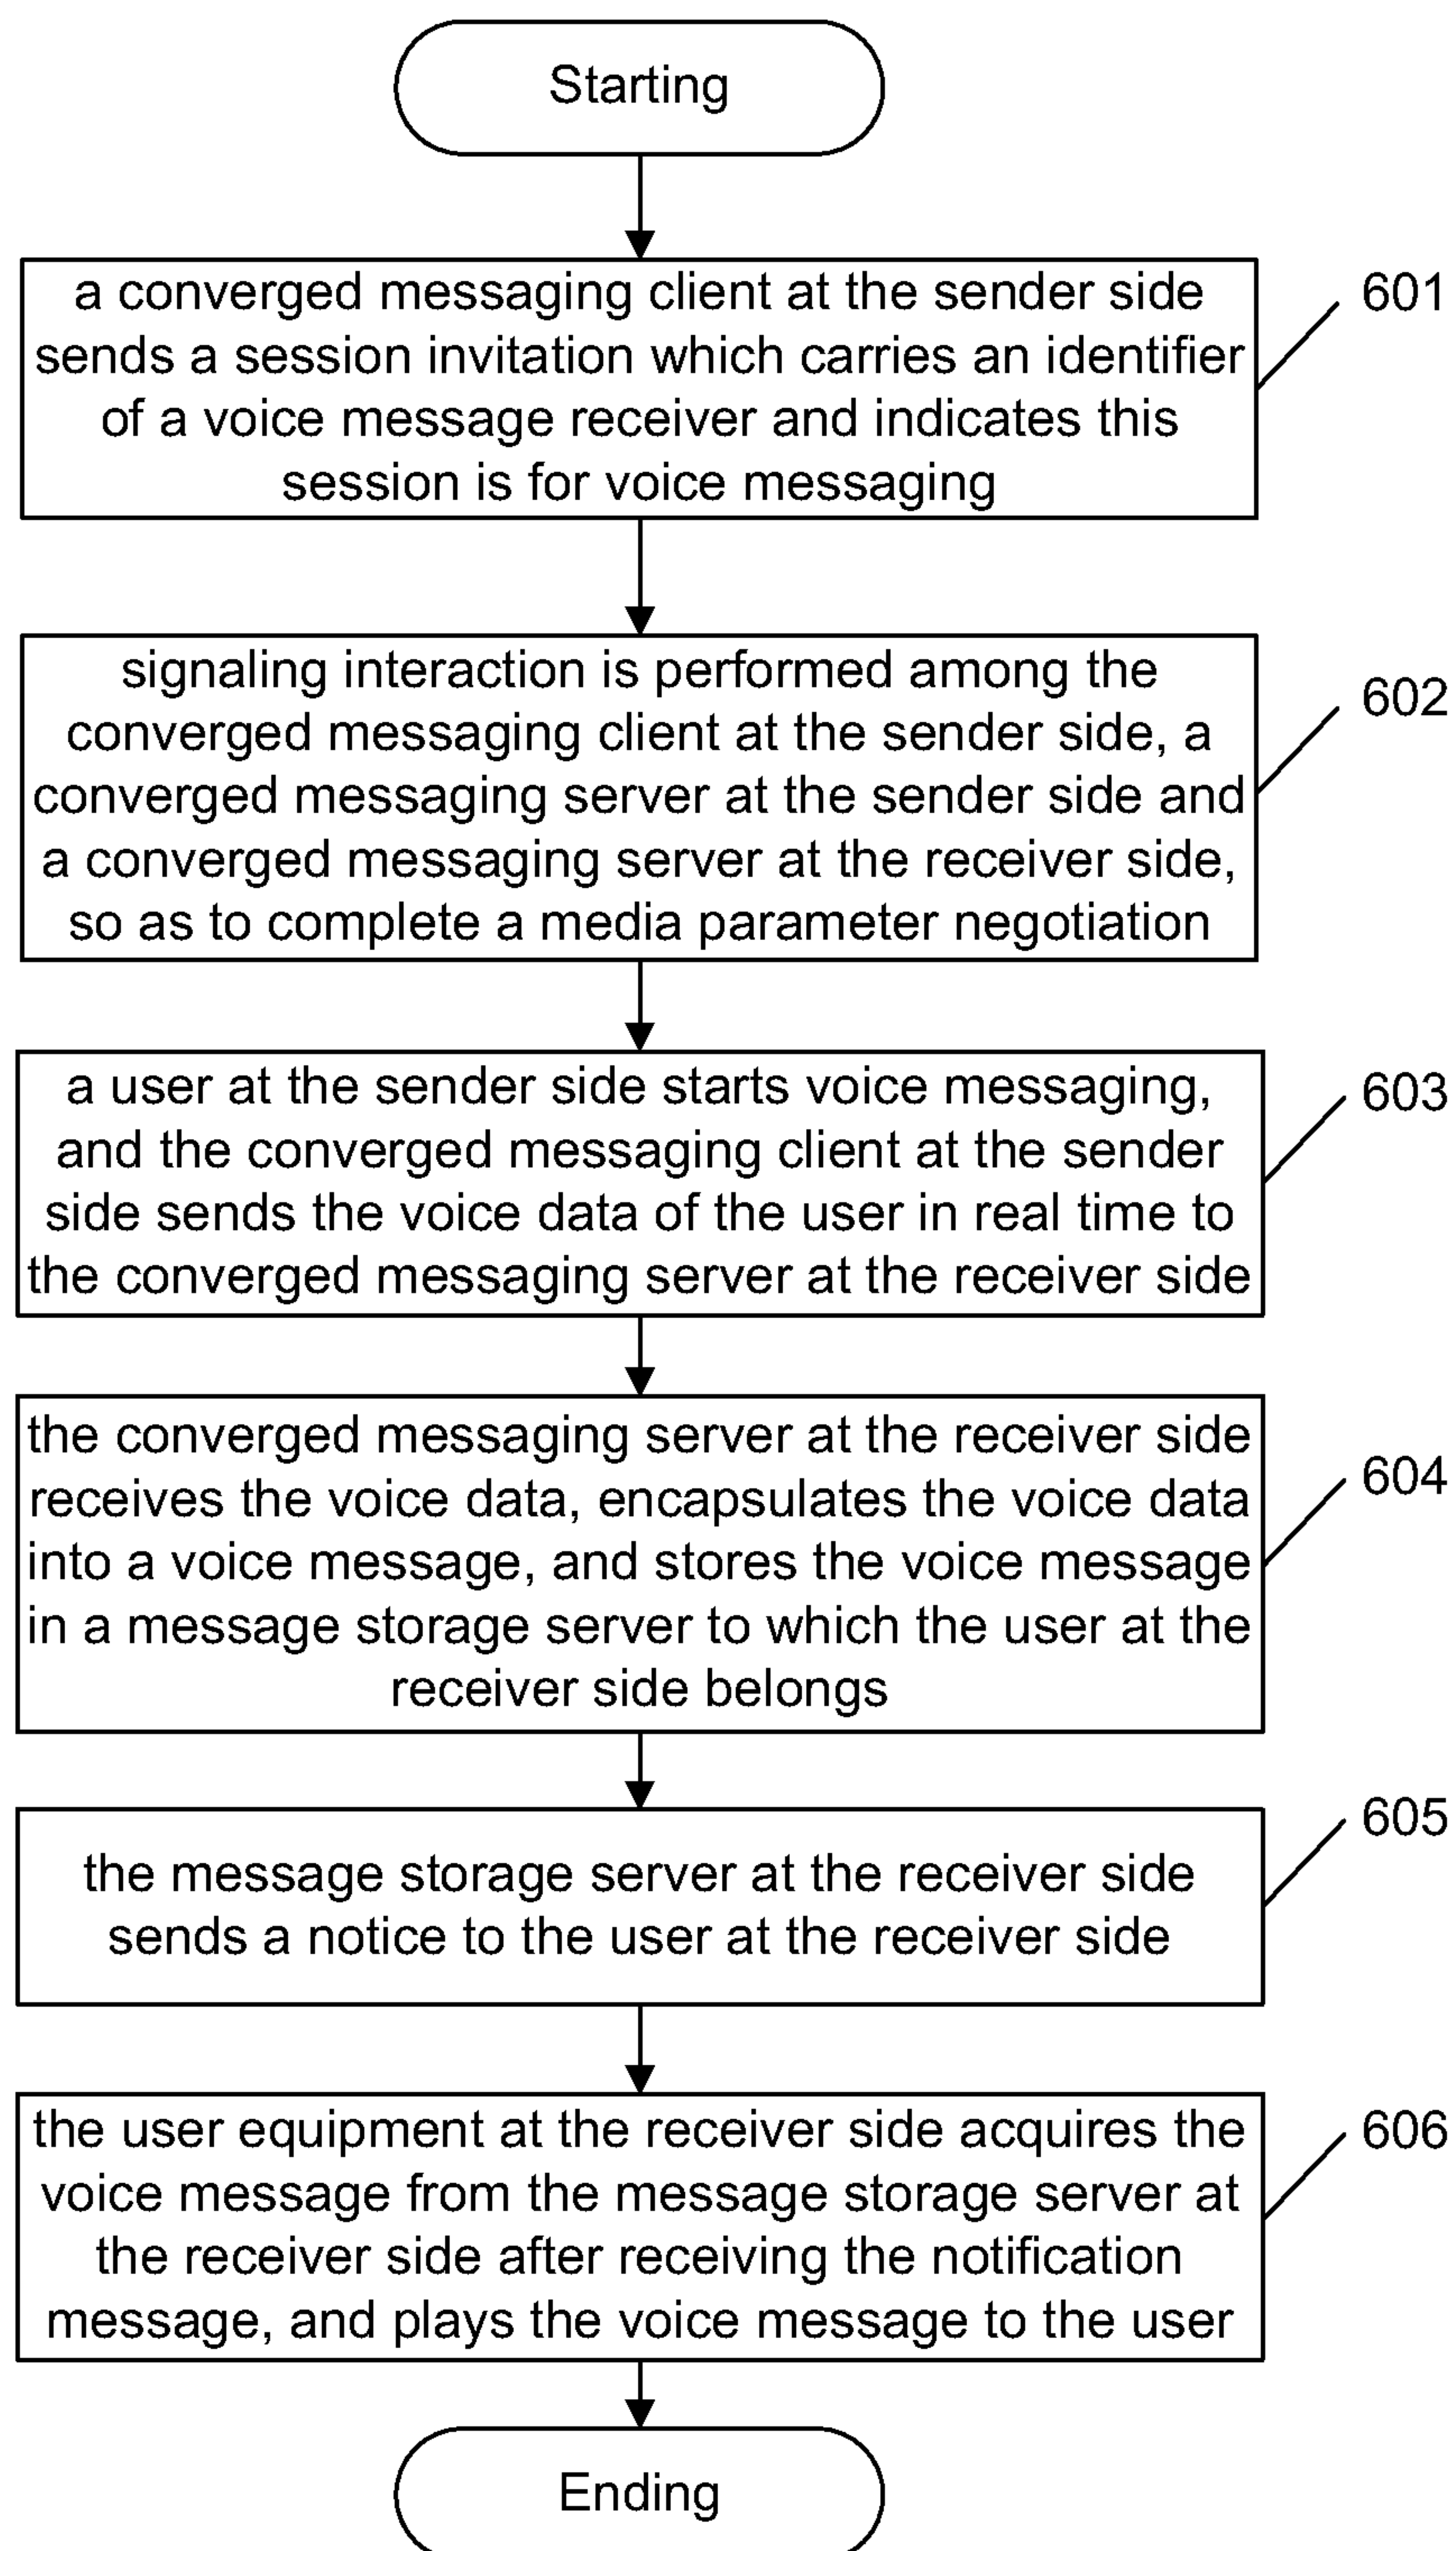 Starting
a converged messaging client at the sender side
sends a session invitation which carries an identifier
of a voice message receiver and indicates this
session is for voice messaging
601
signaling interaction is performed among the
converged messaging client at the sender side, a
converged messaging server at the sender side and
a converged messaging server at the receiver side,
so as to complete a media parameter negotiation
602
a user at the sender side starts voice messaging,
and the converged messaging client at the sender
side sends the voice data of the user in real time to
the converged messaging server at the receiver side
603
the converged messaging server at the receiver side
receives the voice data, encapsulates the voice data
into a voice message, and stores the voice message
in a message storage server to which the user at the
receiver side belongs
604
the message storage server at the receiver side
sends a notice to the user at the receiver side
605
the user equipment at the receiver side acquires the
voice message from the message storage server at
the receiver side after receiving the notification
message, and plays the voice message to the user
606
Ending